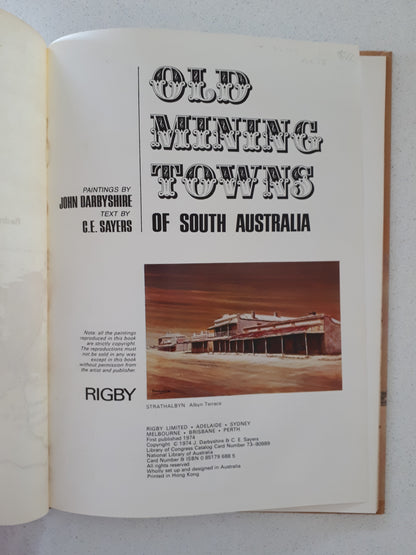 OLD
MINING
TOWNS
OF SOUTH AUSTRALIA
PAINTINGS BY
JOHN DARBYSHIRE
TEXT BY
C.E. SAYERS
Note: all the paintings
reproduced in this book
are strictly copyright.
The reproductions must
not be sold in any way
except in this book
without permission from
the artist and publisher.
RIGBY
STRATHALBYN Albyn Terrace
RIGBY LIMITED • ADELAIDE • SYDNEY
MELBOURNE • BRISBANE • PERTH
First published 1974
Copyright © 1974 J. Darbyshire & C. E. Sayers
Library of Congress Catalog Card Number 73-90989
National Library of Australia
Card Number & ISBN 0 85179 688 5
All rights reserved
Wholly set up and designed in Australia
Printed in Hong Kong